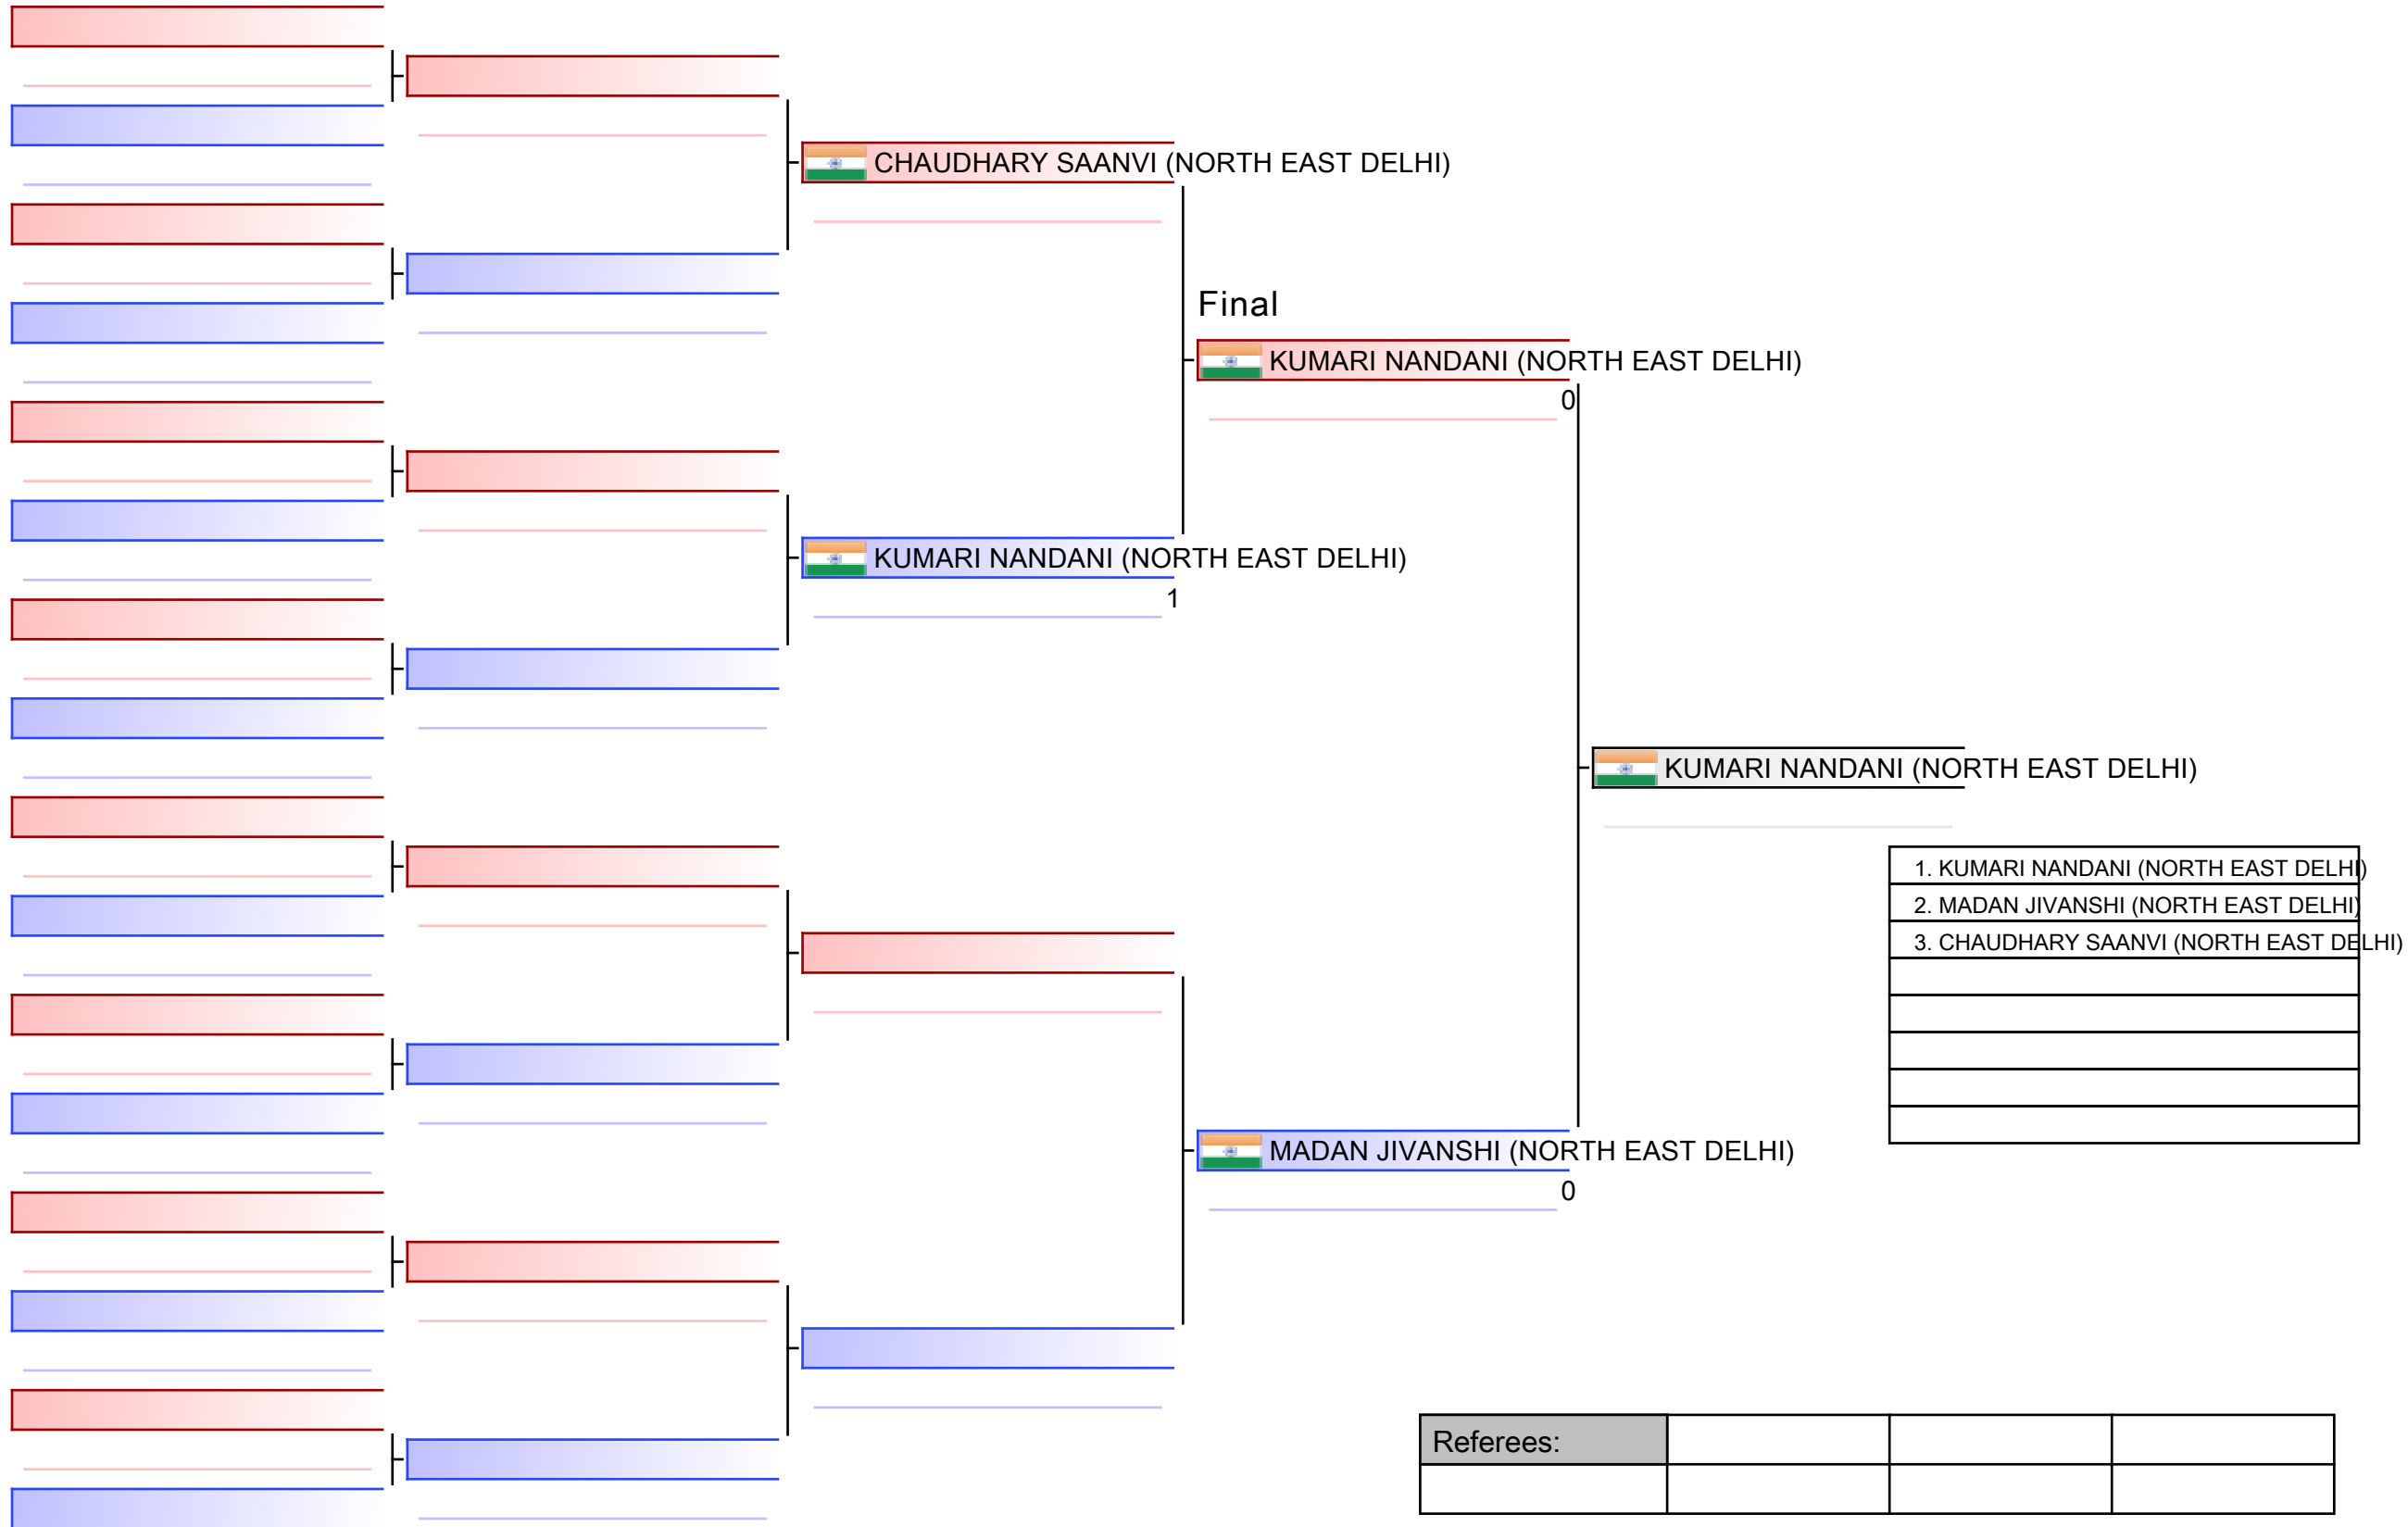 CHAUDHARY SAANVI (NORTH EAST DELHI)
Final
KUMARI NANDANI (NORTH EAST DELHI)
0
KUMARI NANDANI (NORTH EAST DELHI)
1
KUMARI NANDANI (NORTH EAST DELHI)
1. KUMARI NANDANI (NORTH EAST DELHI)
2. MADAN JIVANSHI (NORTH EAST DELHI)
3. CHAUDHARY SAANVI (NORTH EAST DELHI)
MADAN JIVANSHI (NORTH EAST DELHI)
0
Referees: